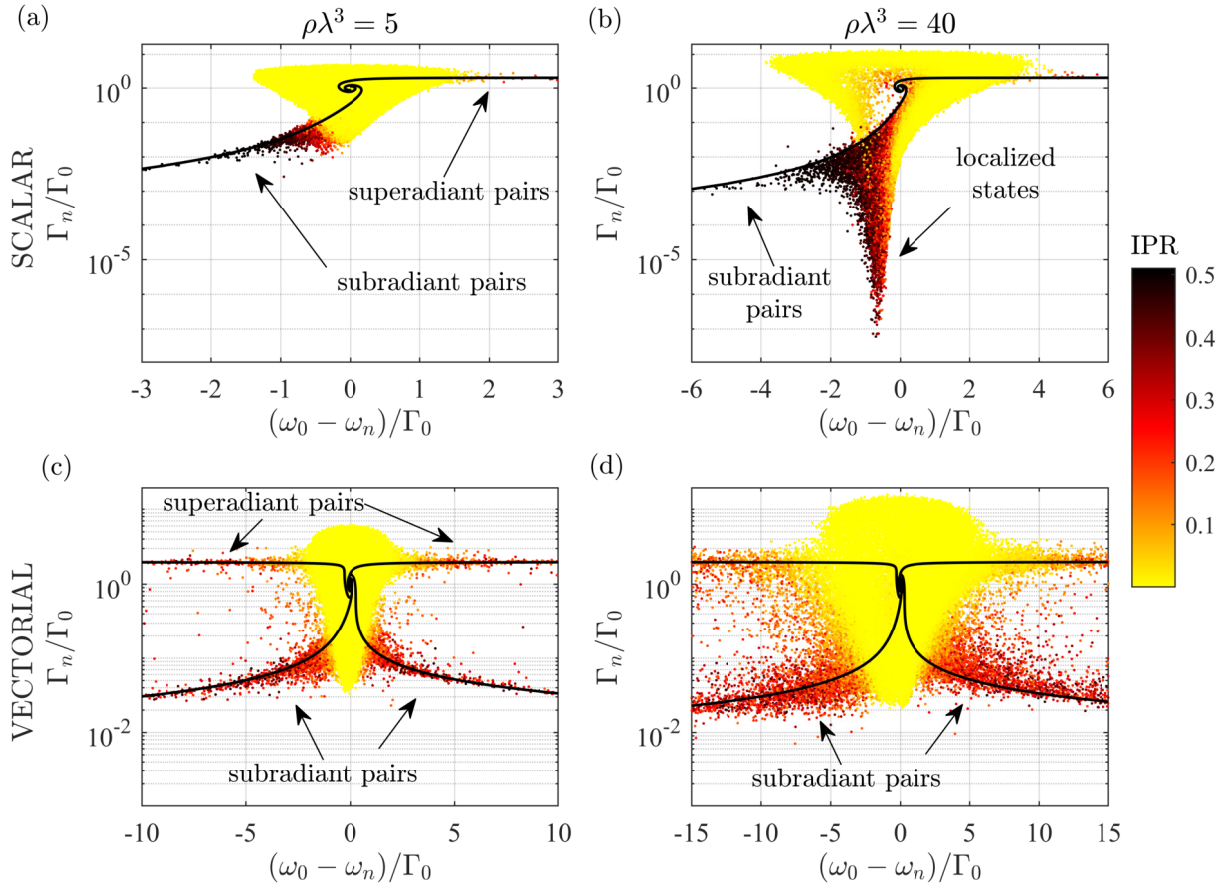 (a)
ρλ³ = 5
(b)
ρλ³ = 40
SCALAR
Γₙ/Γ₀
10⁰
10⁻⁵
superadiant pairs
subradiant pairs
-3 -2 -1 0 1 2 3
(ω₀ − ωₙ)/Γ₀
Γₙ/Γ₀
10⁰
10⁻⁵
localized
states
subradiant
pairs
-6 -4 -2 0 2 4 6
(ω₀ − ωₙ)/Γ₀
IPR
0.5
0.4
0.3
0.2
0.1
(c)
VECTORIAL
Γₙ/Γ₀
10⁰
10⁻²
superadiant pairs
subradiant pairs
-10 -5 0 5 10
(ω₀ − ωₙ)/Γ₀
(d)
Γₙ/Γ₀
10⁰
10⁻²
subradiant pairs
-15 -10 -5 0 5 10 15
(ω₀ − ωₙ)/Γ₀